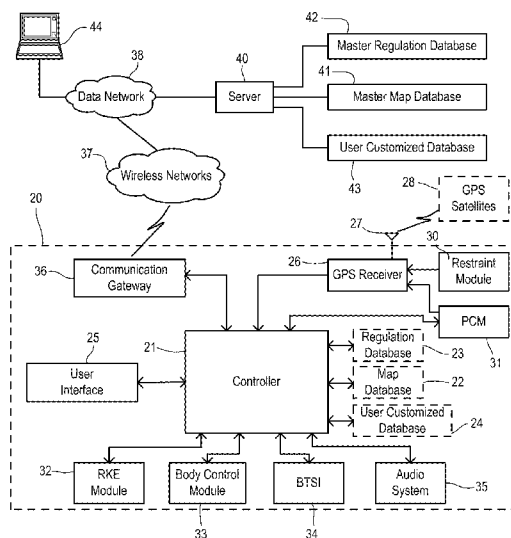 44
38
Data Network
40
Server
42
Master Regulation Database
41
Master Map Database
User Customized Database
43
37
Wireless Networks
28
GPS
Satellites
27
20
36
Communication
Gateway
26
GPS Receiver
30
Restraint
Module
PCM
31
21
Controller
25
User
Interface
Regulation
Database
23
Map
Database
22
User Customized
Database
24
32
RKE
Module
Body Control
Module
33
BTSI
34
Audio
System
35